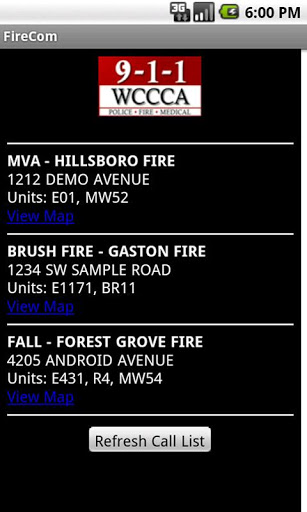 3G
6:00 PM
FireCom
9-1-1
WCCCA
POLICE • FIRE • MEDICAL
MVA - HILLSBORO FIRE
1212 DEMO AVENUE
Units: E01, MW52
View Map
BRUSH FIRE - GASTON FIRE
1234 SW SAMPLE ROAD
Units: E1171, BR11
View Map
FALL - FOREST GROVE FIRE
4205 ANDROID AVENUE
Units: E431, R4, MW54
View Map
Refresh Call List